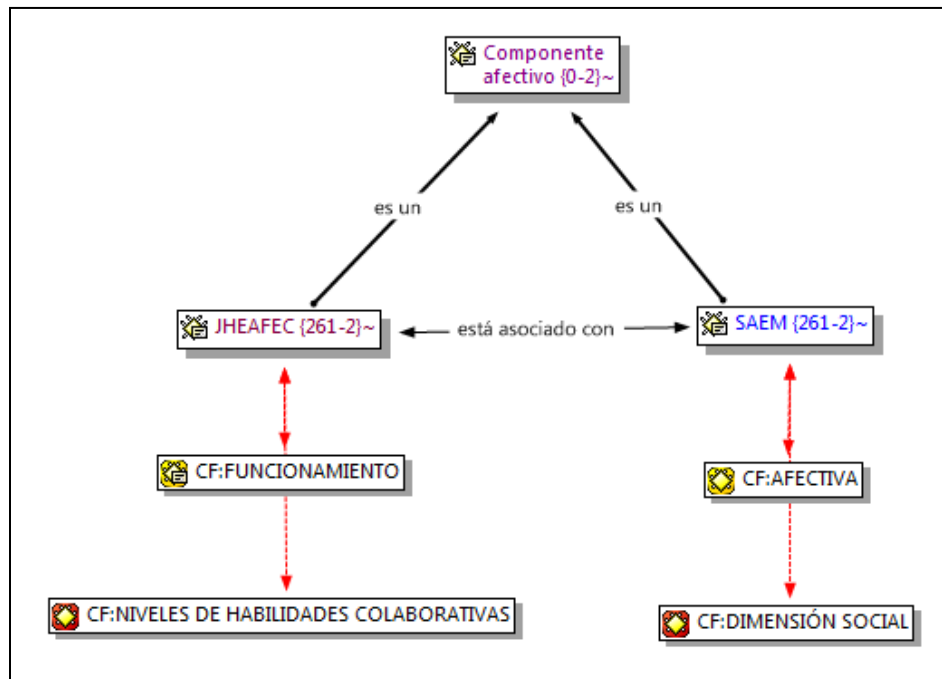 Componente
afectivo {0-2}~
es un
es un
JHEAFEC {261-2}~
está asociado con
SAEM {261-2}~
CF:FUNCIONAMIENTO
CF:AFECTIVA
CF:NIVELES DE HABILIDADES COLABORATIVAS
CF:DIMENSIÓN SOCIAL